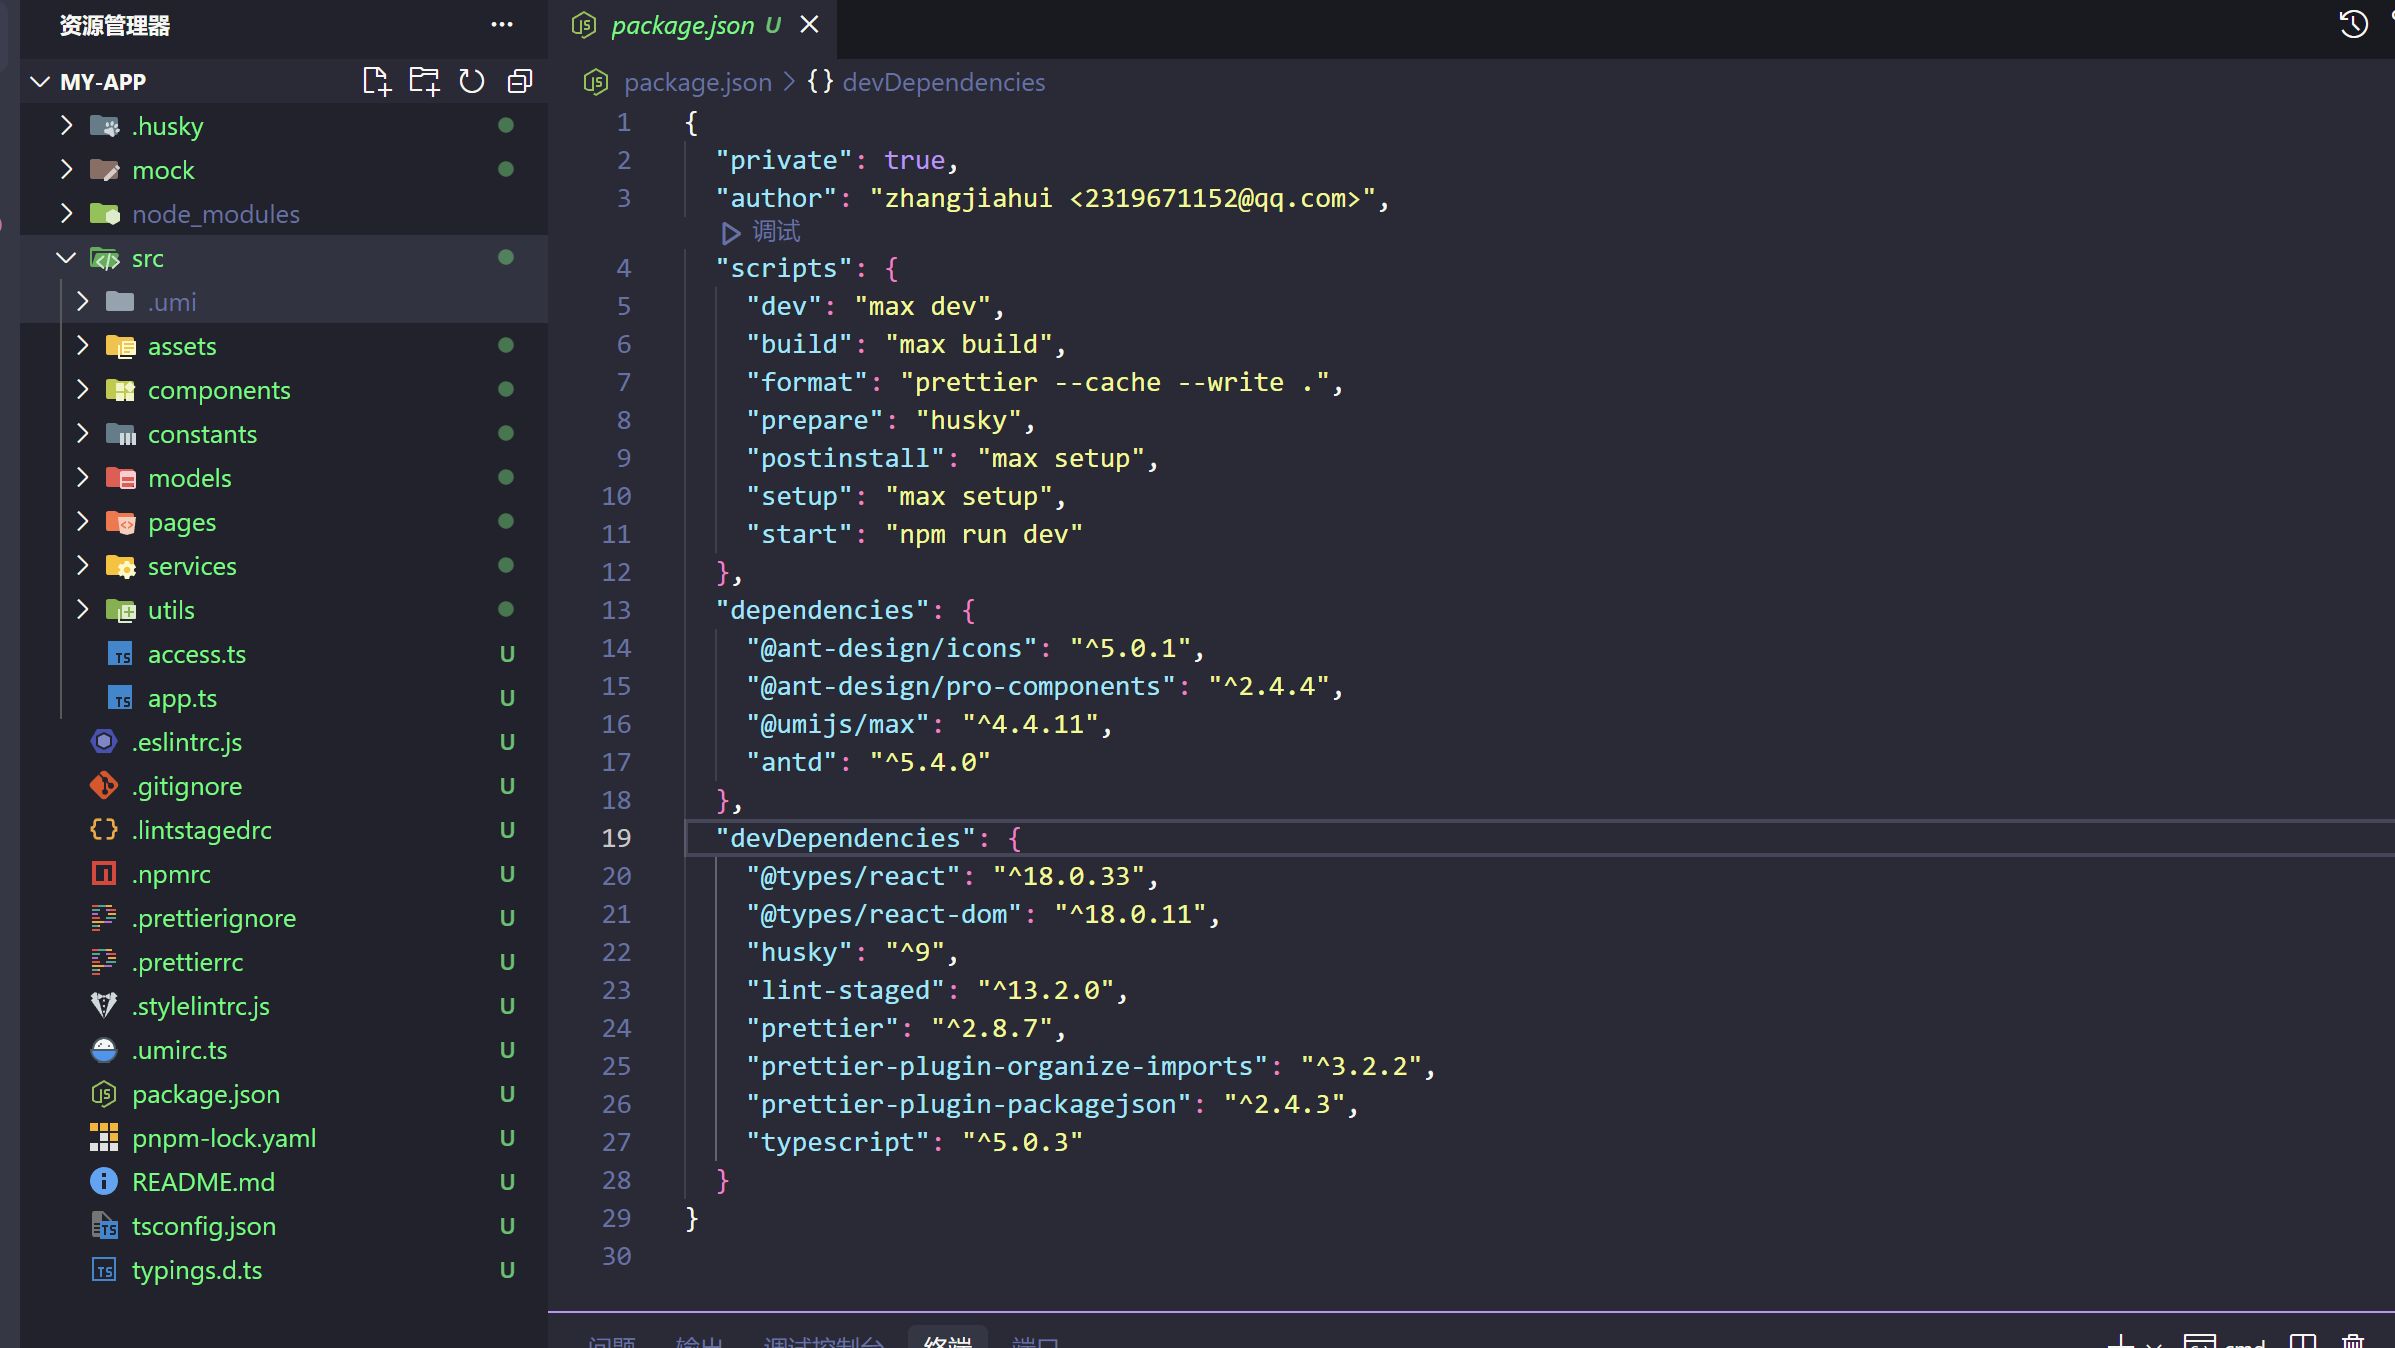 资源管理器
MY-APP
.husky
mock
node_modules
src
.umi
assets
components
constants
models
pages
services
utils
access.ts U
app.ts U
.eslintrc.js U
.gitignore U
.lintstagedrc U
.npmrc U
.prettierignore U
.prettierrc U
.stylelintrc.js U
.umirc.ts U
package.json U
pnpm-lock.yaml U
README.md U
tsconfig.json U
typings.d.ts U
package.json U
package.json > {} devDependencies
1 {
2 "private": true,
3 "author": "zhangjiahui <2319671152@qq.com>",
调试
4 "scripts": {
5 "dev": "max dev",
6 "build": "max build",
7 "format": "prettier --cache --write .",
8 "prepare": "husky",
9 "postinstall": "max setup",
10 "setup": "max setup",
11 "start": "npm run dev"
12 },
13 "dependencies": {
14 "@ant-design/icons": "^5.0.1",
15 "@ant-design/pro-components": "^2.4.4",
16 "@umijs/max": "^4.4.11",
17 "antd": "^5.4.0"
18 },
19 "devDependencies": {
20 "@types/react": "^18.0.33",
21 "@types/react-dom": "^18.0.11",
22 "husky": "^9",
23 "lint-staged": "^13.2.0",
24 "prettier": "^2.8.7",
25 "prettier-plugin-organize-imports": "^3.2.2",
26 "prettier-plugin-packagejson": "^2.4.3",
27 "typescript": "^5.0.3"
28 }
29 }
30
问题 输出 调试控制台 终端 端口 cmd